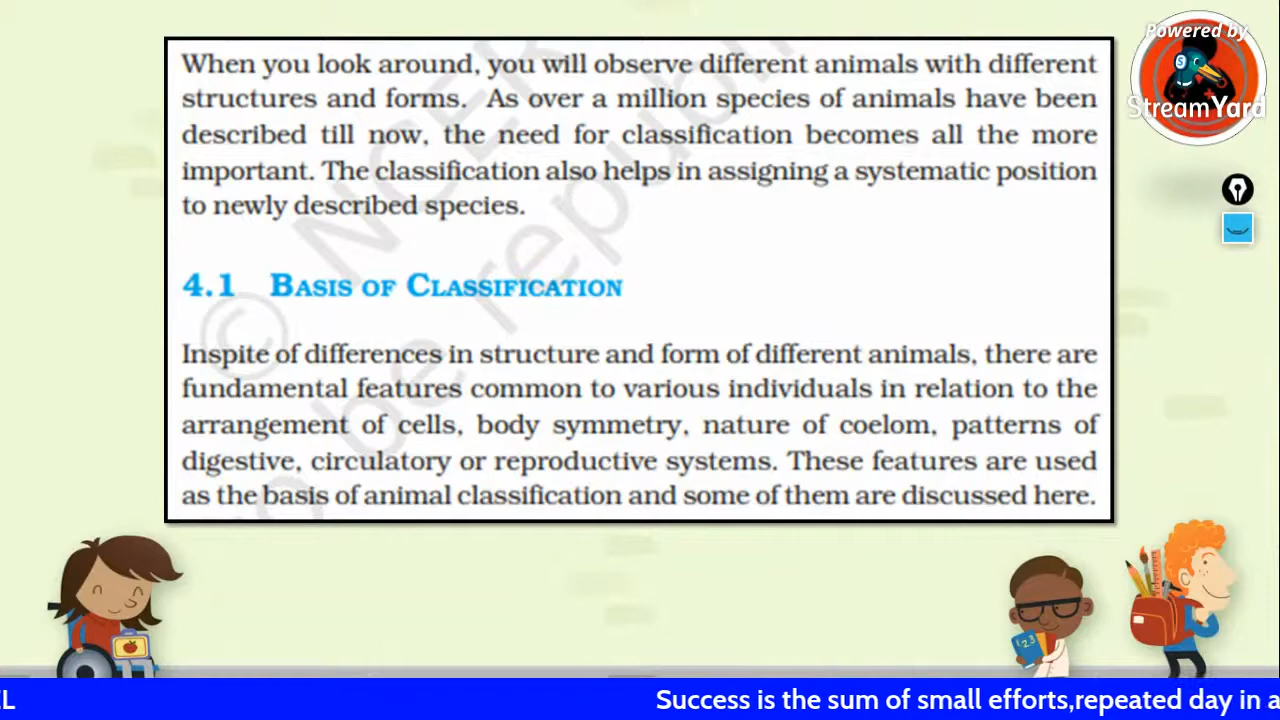 Powered by
StreamYard
When you look around, you will observe different animals with different
structures and forms. As over a million species of animals have been
described till now, the need for classification becomes all the more
important. The classification also helps in assigning a systematic position
to newly described species.
4.1 BASIS OF CLASSIFICATION
Inspite of differences in structure and form of different animals, there are
fundamental features common to various individuals in relation to the
arrangement of cells, body symmetry, nature of coelom, patterns of
digestive, circulatory or reproductive systems. These features are used
as the basis of animal classification and some of them are discussed here.
123
EL Success is the sum of small efforts,repeated day in a